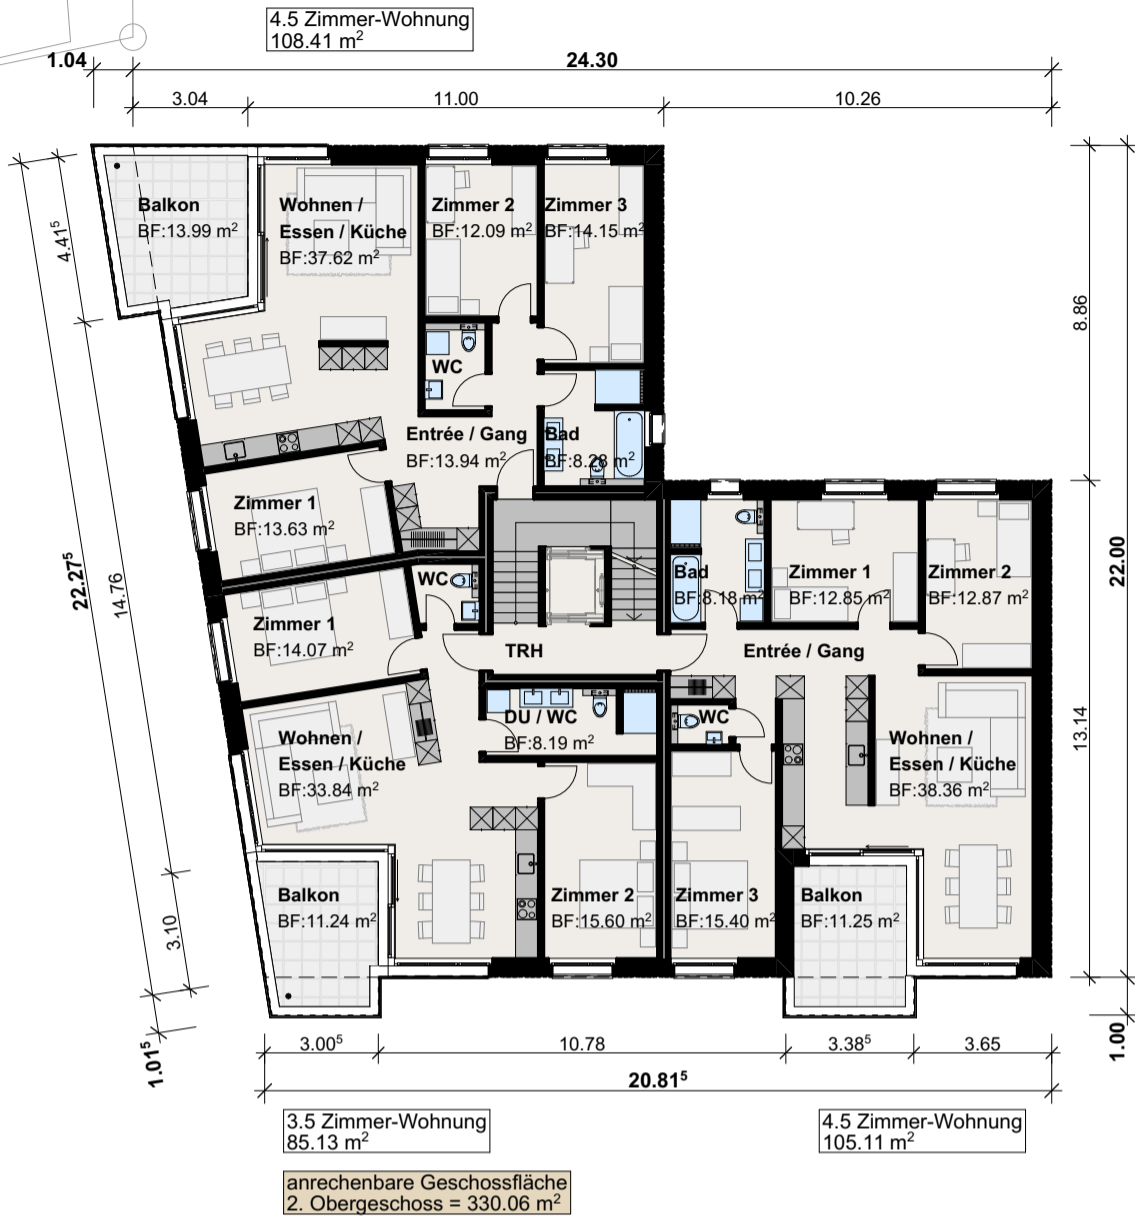 4.5 Zimmer-Wohnung
108.41 m²
1.04
24.30
3.04
11.00
10.26
4.41⁵
22.27⁵
14.76
3.10
1.01⁵
8.86
22.00
13.14
1.00
Balkon
BF:13.99 m²
Wohnen /
Essen / Küche
BF:37.62 m²
Zimmer 2
BF:12.09 m²
Zimmer 3
BF:14.15 m²
WC
Entrée / Gang
BF:13.94 m²
Bad
BF:8.28 m²
Zimmer 1
BF:13.63 m²
WC
Zimmer 1
BF:14.07 m²
TRH
Bad
BF:8.18 m²
Zimmer 1
BF:12.85 m²
Zimmer 2
BF:12.87 m²
Entrée / Gang
DU / WC
BF:8.19 m²
WC
Wohnen /
Essen / Küche
BF:33.84 m²
Wohnen /
Essen / Küche
BF:38.36 m²
Balkon
BF:11.24 m²
Zimmer 2
BF:15.60 m²
Zimmer 3
BF:15.40 m²
Balkon
BF:11.25 m²
3.00⁵
10.78
3.38⁵
3.65
20.81⁵
3.5 Zimmer-Wohnung
85.13 m²
4.5 Zimmer-Wohnung
105.11 m²
anrechenbare Geschossfläche
2. Obergeschoss = 330.06 m²